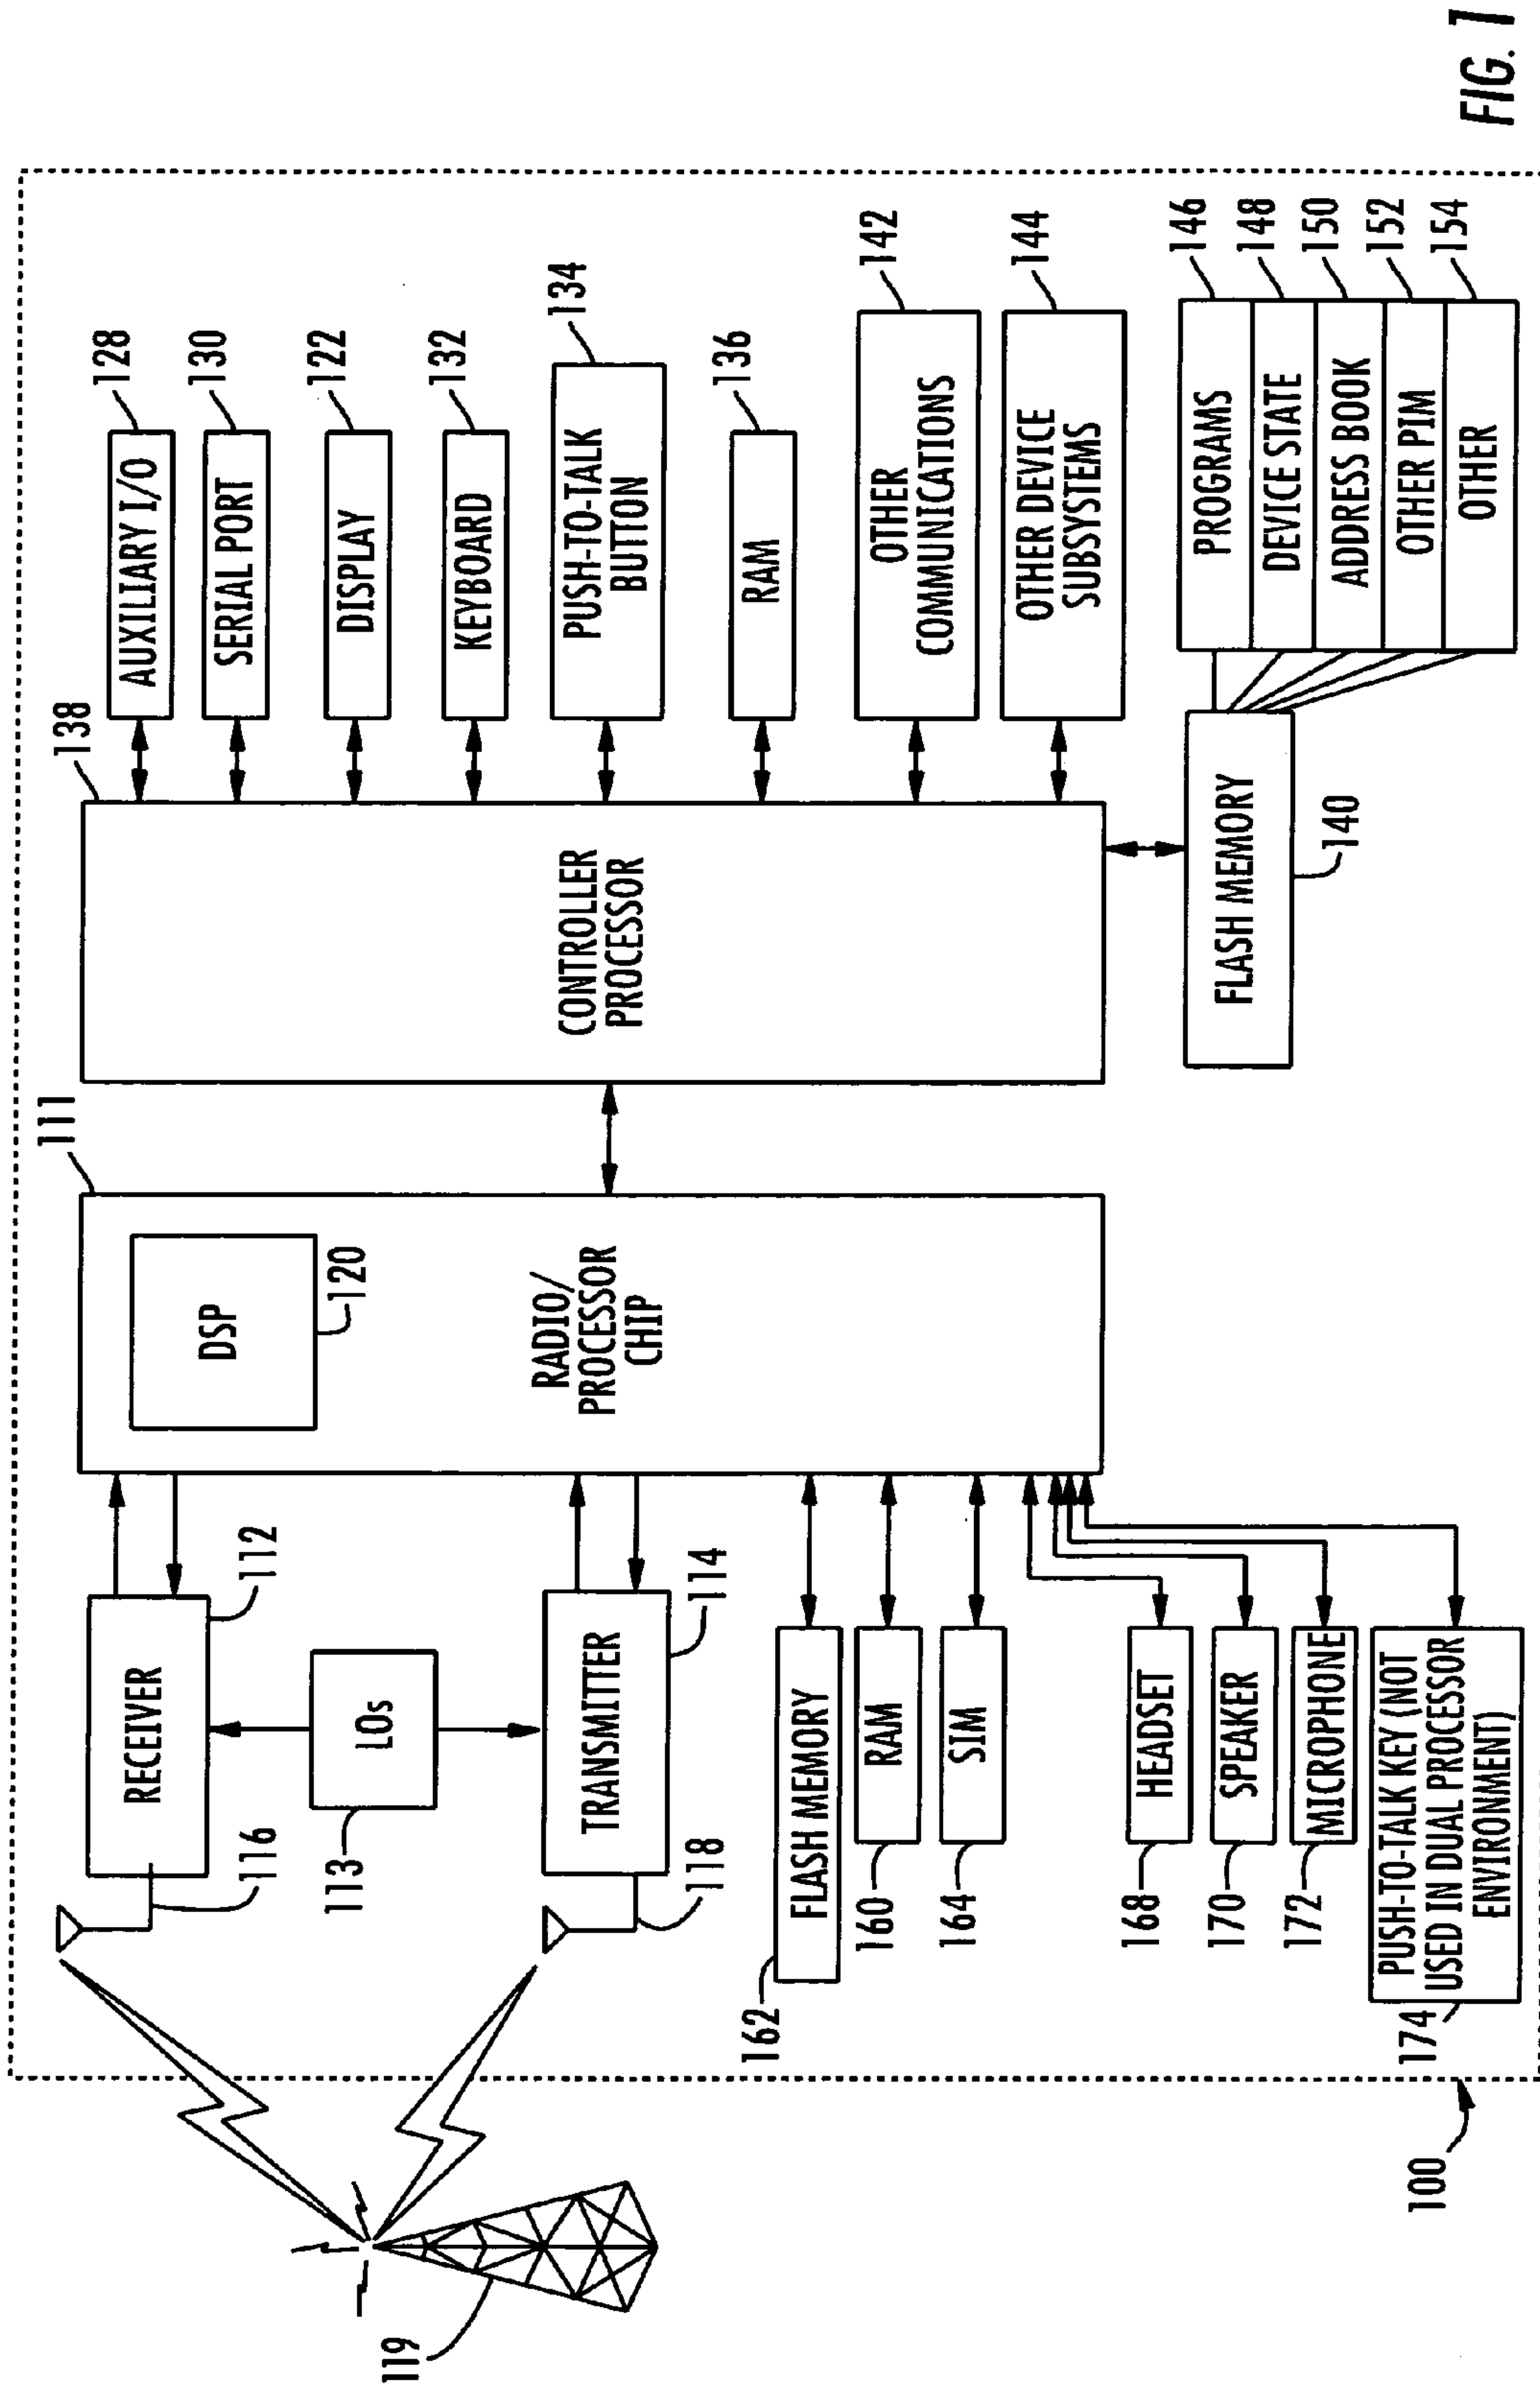 138
111
128
AUXILIARY I/O
130
SERIAL PORT
122
DISPLAY
132
KEYBOARD
134
PUSH-TO-TALK
BUTTON
136
RAM
142
OTHER
COMMUNICATIONS
144
OTHER DEVICE
SUBSYSTEMS
CONTROLLER
PROCESSOR
DSP
120
RADIO/
PROCESSOR
CHIP
RECEIVER
112
116
LOs
113
TRANSMITTER
114
118
119
FLASH MEMORY
162
RAM
160
SIM
164
HEADSET
168
SPEAKER
170
MICROPHONE
172
PUSH-TO-TALK KEY (NOT
USED IN DUAL PROCESSOR
ENVIRONMENT)
174
100
FLASH MEMORY
140
PROGRAMS
146
DEVICE STATE
148
ADDRESS BOOK
150
OTHER PIM
152
OTHER
154
FIG. 1